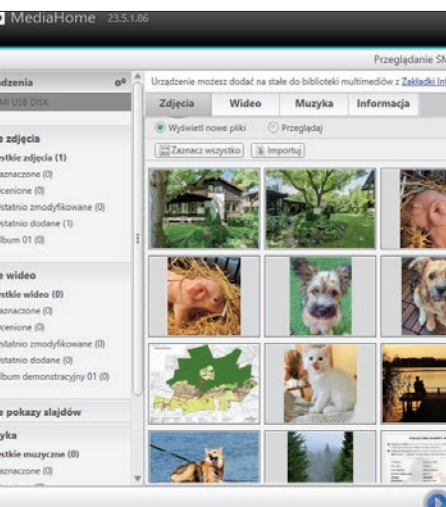 MediaHome 23.5.1.86
Przeglądanie SM
dzenia
MI USB DISK
Urządzenie możesz dodać na stałe do biblioteki multimediów z Zakładki In
Zdjęcia Wideo Muzyka Informacja
Wyświetl nowe pliki Przeglądaj
Zaznacz wszystko Importuj
e zdjęcia
stkie zdjęcia (1)
aznaczone (0)
cenione (0)
statnio zmodyfikowane (0)
statnio dodane (1)
lbum 01 (0)
e wideo
stkie wideo (0)
aznaczone (0)
cenione (0)
statnio zmodyfikowane (0)
statnio dodane (0)
lbum demonstracyjny 01 (0)
e pokazy slajdów
yka
stkie muzyczne (0)
aznaczone (0)